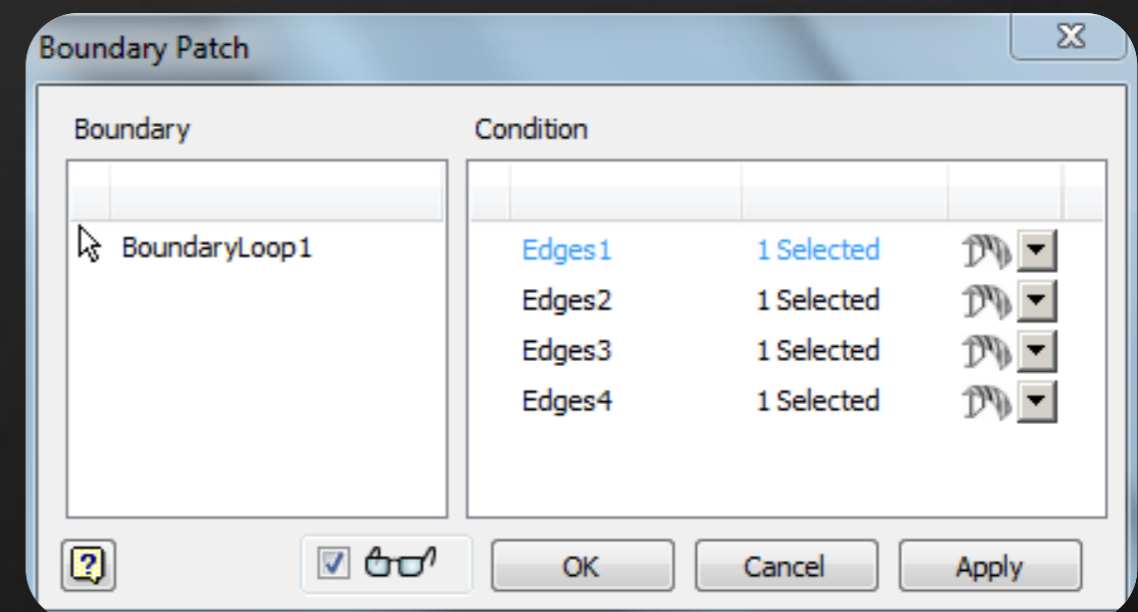 Boundary Patch
Boundary
Condition
BoundaryLoop1
Edges1 1 Selected
Edges2 1 Selected
Edges3 1 Selected
Edges4 1 Selected
OK
Cancel
Apply